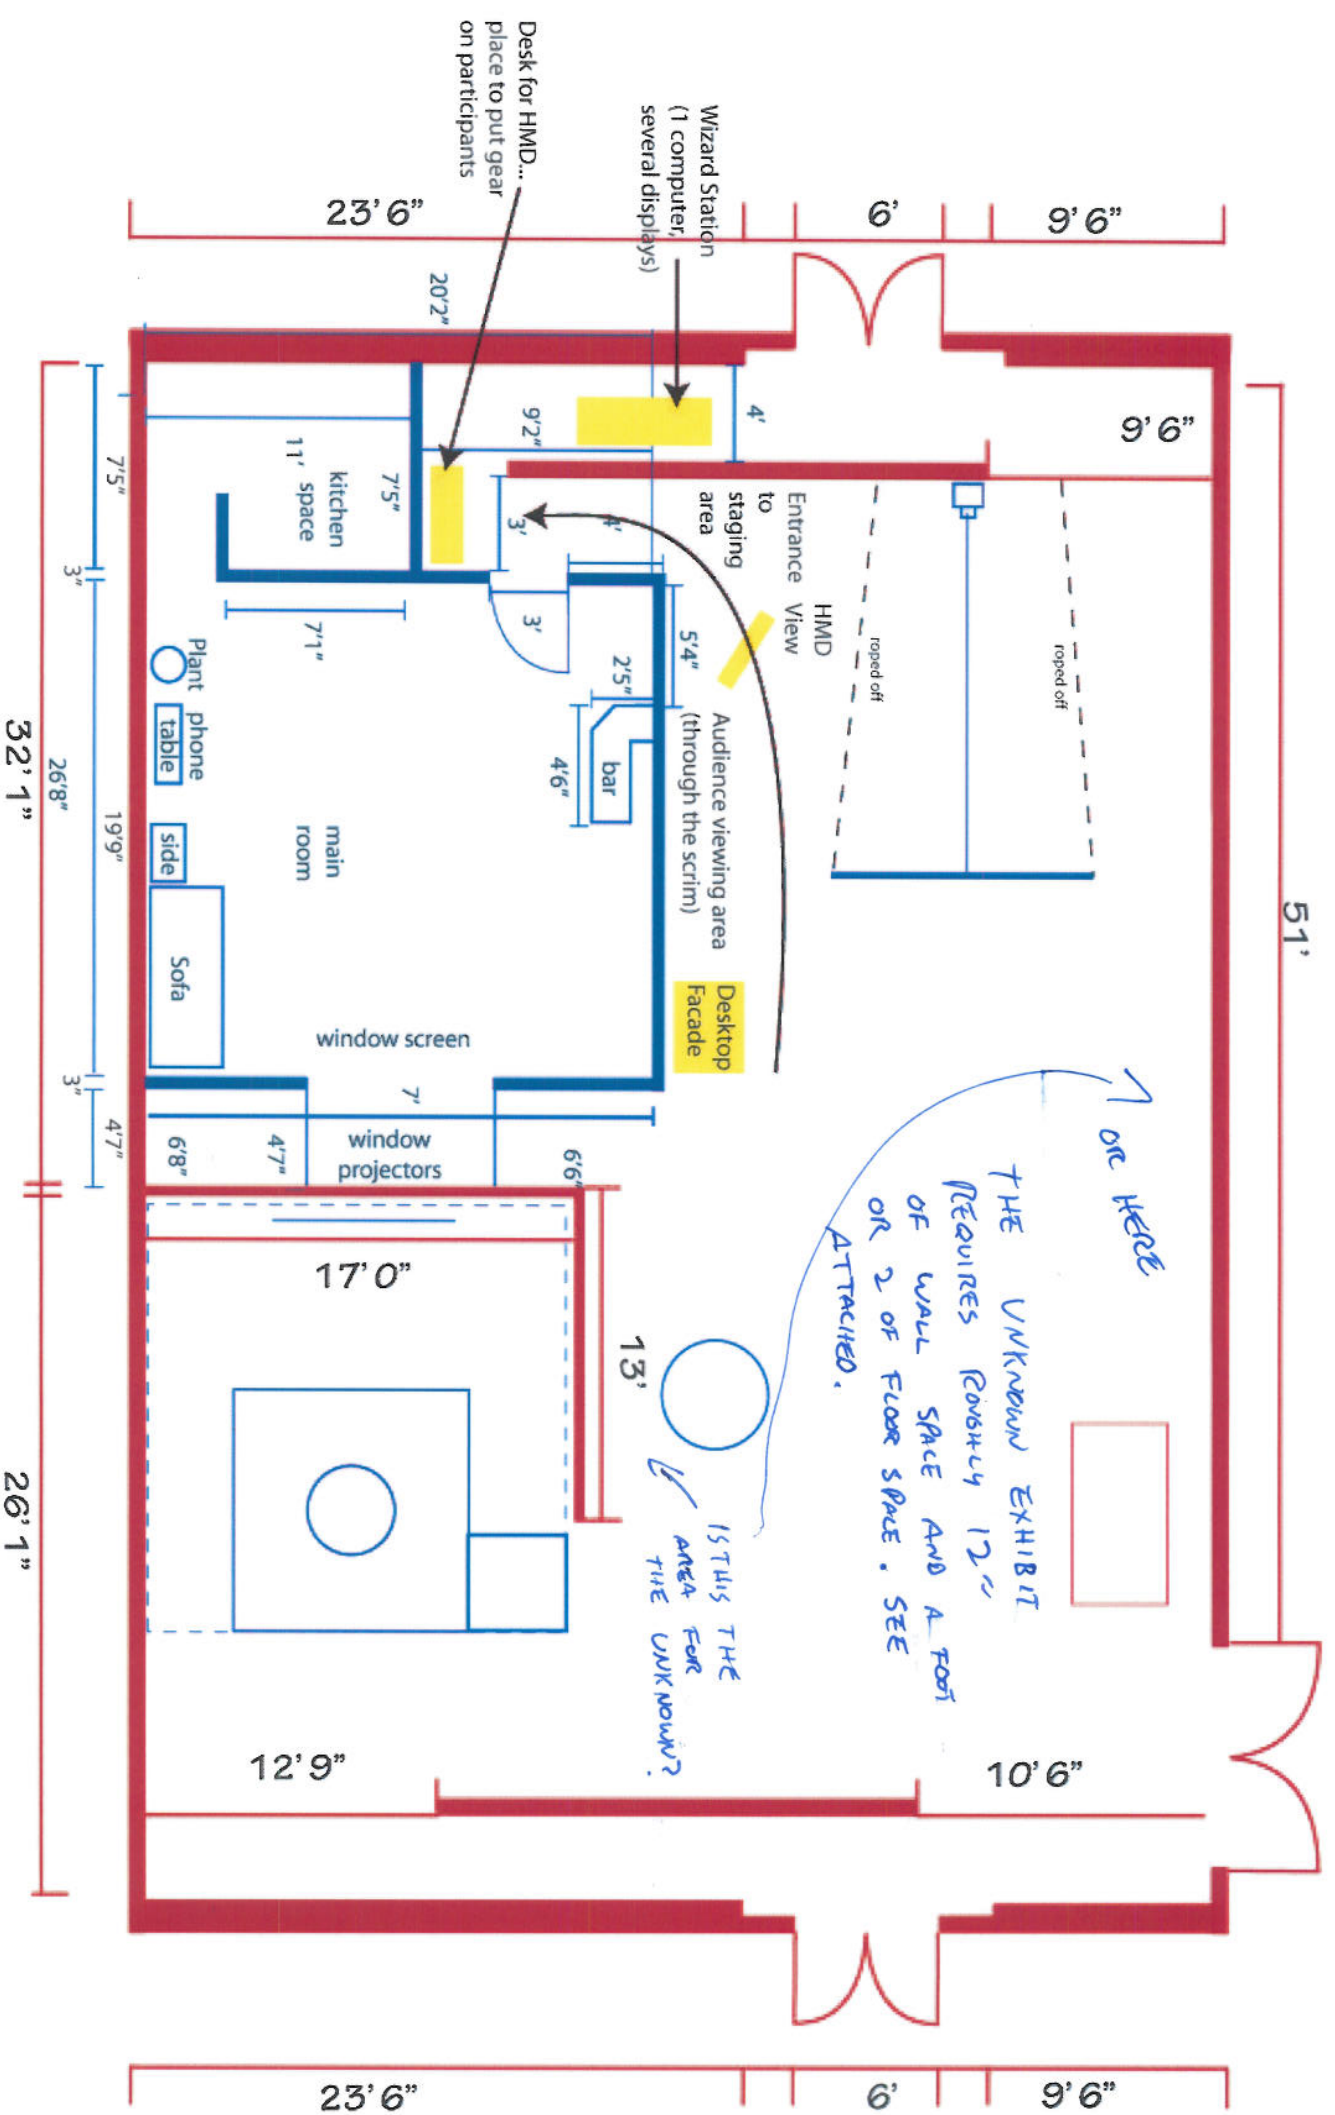 Desk for HMD...
place to put gear
on participants
Wizard Station
(1 computer,
several displays)
23'6"
6'
9'6"
20'2"
9'2"
4'
9'6"
7'5"
11'
kitchen
space
7'5"
3'
4'
Entrance
to
staging
area
HMD
View
roped off
roped off
3"
7'1"
3'
2'5"
5'4"
Plant
phone
table
side
Sofa
main
room
bar
4'6"
Audience viewing area
(through the scrim)
Desktop
Facade
window screen
19'9"
26'8"
32'1"
51'
3"
4'7"
6'8"
4'7"
7'
window
projectors
6'6"
17'0"
13'
26'1"
OR HERE
THE UNKNOWN EXHIBIT
REQUIRES ROUGHLY 12"
OF WALL SPACE AND A FOOT
OR 2 OF FLOOR SPACE. SEE
ATTACHED.
IS THIS THE
AREA FOR
THE UNKNOWN?
12'9"
10'6"
23'6"
6'
9'6"